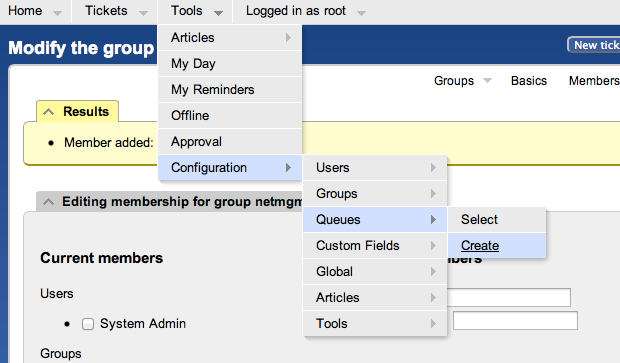 Home Tickets Tools Logged in as root
Modify the group
New tick
Articles
Groups Basics Members
My Day
My Reminders
Results
Offline
Member added:
Approval
Configuration
Users
Groups
Editing membership for group netmgm
Queues
Select
Custom Fields
Create
Current members
Global
Users
Articles
System Admin
Tools
Groups